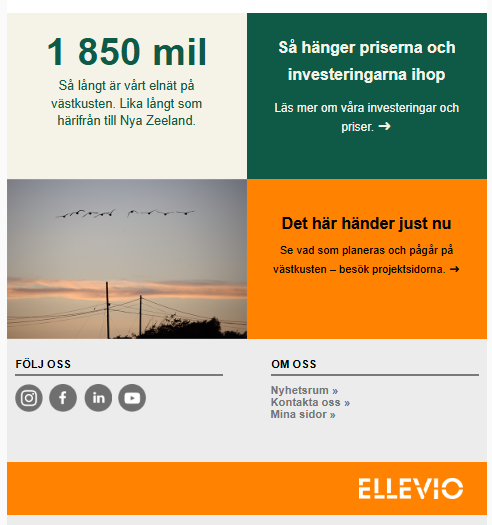 1 850 mil
Så långt är vårt elnät på
västkusten. Lika långt som
härifrån till Nya Zeeland.
Så hänger priserna och
investeringarna ihop
Läs mer om våra investeringar och
priser. ➜
Det här händer just nu
Se vad som planeras och pågår på
västkusten – besök projektsidorna. ➜
FÖLJ OSS
OM OSS
Nyhetsrum »
Kontakta oss »
Mina sidor »
ELLEVIO